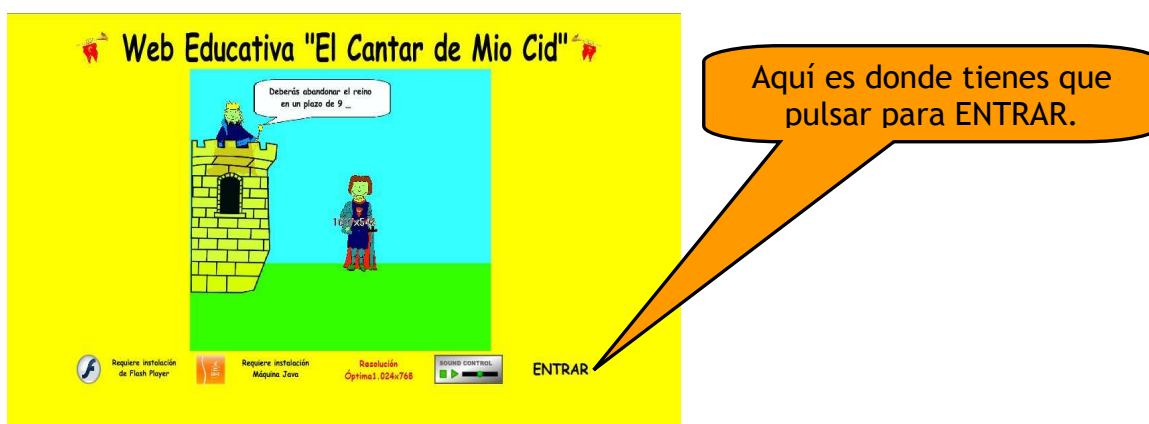 Web Educativa "El Cantar de Mio Cid"
Deberás abandonar el reino
en un plazo de 9 _
Aquí es donde tienes que
pulsar para ENTRAR.
Requiere instalación
de Flash Player
Requiere instalación
Máquina Java
Resolución
Óptima1.024x768
SOUND CONTROL
ENTRAR